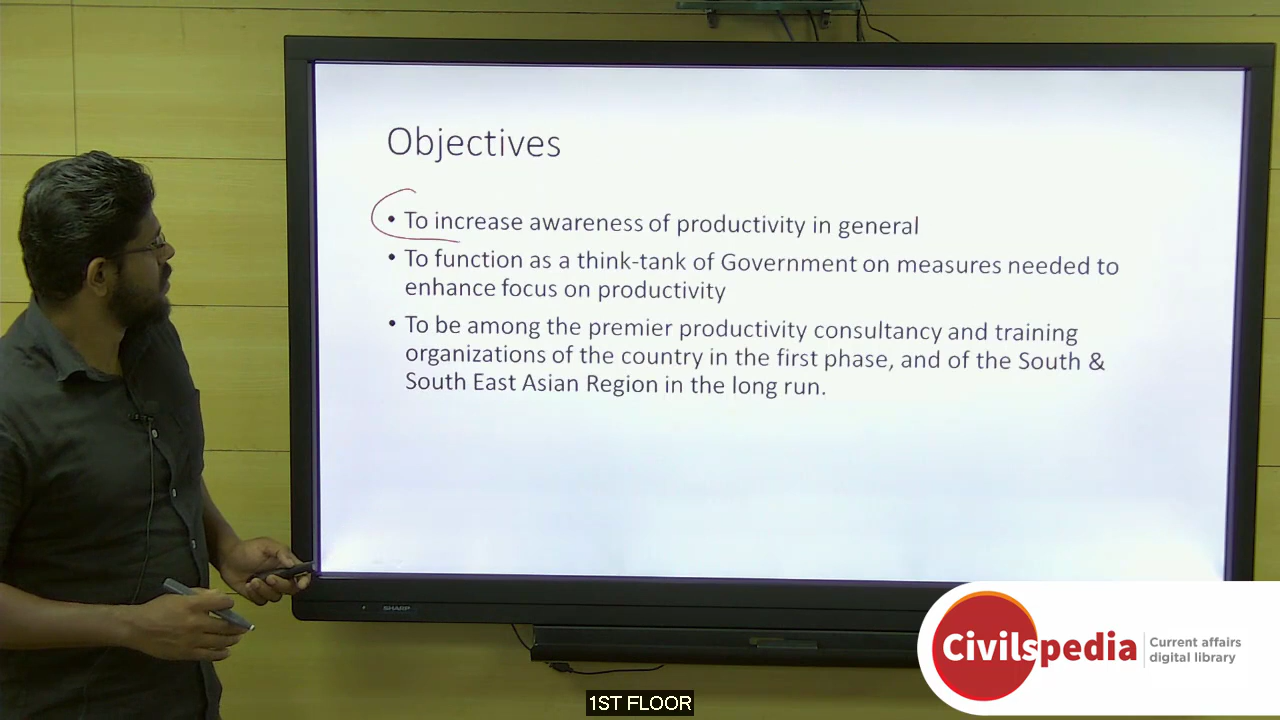 Objectives
• To increase awareness of productivity in general
• To function as a think-tank of Government on measures needed to
enhance focus on productivity
• To be among the premier productivity consultancy and training
organizations of the country in the first phase, and of the South &
South East Asian Region in the long run.
SHARP
Civilspedia
Current affairs
digital library
1ST FLOOR